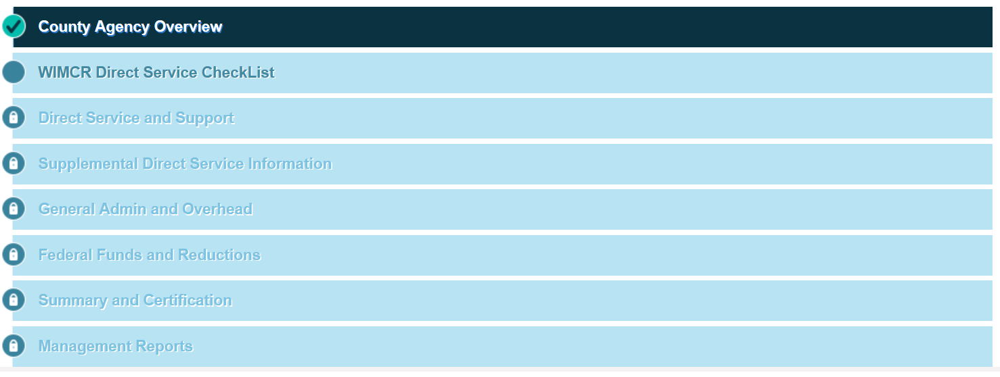 County Agency Overview
WIMCR Direct Service CheckList
Direct Service and Support
Supplemental Direct Service Information
General Admin and Overhead
Federal Funds and Reductions
Summary and Certification
Management Reports